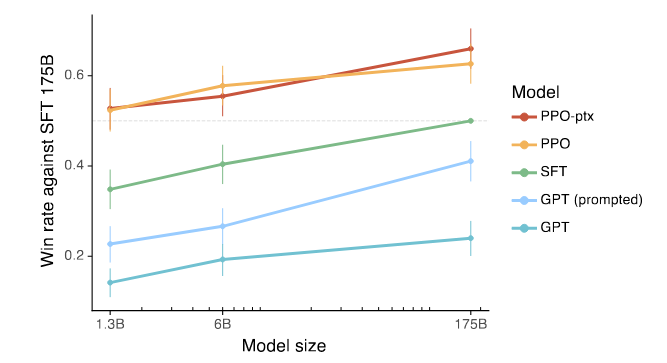 Win rate against SFT 175B
0.6
0.4
0.2
1.3B
6B
175B
Model size
Model
PPO-ptx
PPO
SFT
GPT (prompted)
GPT